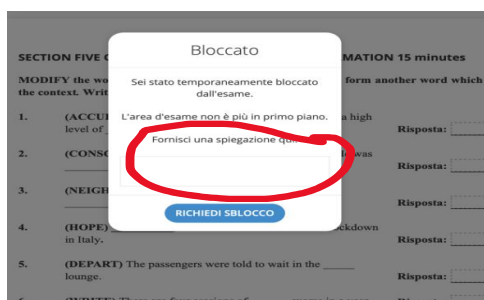 Bloccato
SECTION FIVE
MATION 15 minutes
Sei stato temporaneamente bloccato
dall'esame.
MODIFY the wo
form another word which
the context. Writ
L'area d'esame non è più in primo piano.
1. (ACCU
a high
level of
Risposta:
Fornisci una spiegazione
2. (CONS
was
Risposta:
3. (NEIGH
Risposta:
RICHIEDI SBLOCCO
4. (HOPE)
ckdown
in Italy.
Risposta:
5. (DEPART) The passengers were told to wait in the ______
lounge.
Risposta: